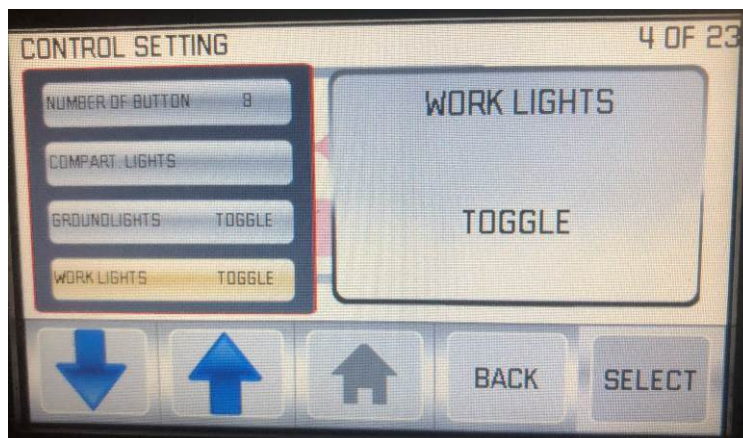 CONTROL SETTING
4 OF 23
NUMBER OF BUTTON 8
COMPART. LIGHTS
GROUNDLIGHTS TOGGLE
WORK LIGHTS TOGGLE
WORK LIGHTS
TOGGLE
BACK
SELECT